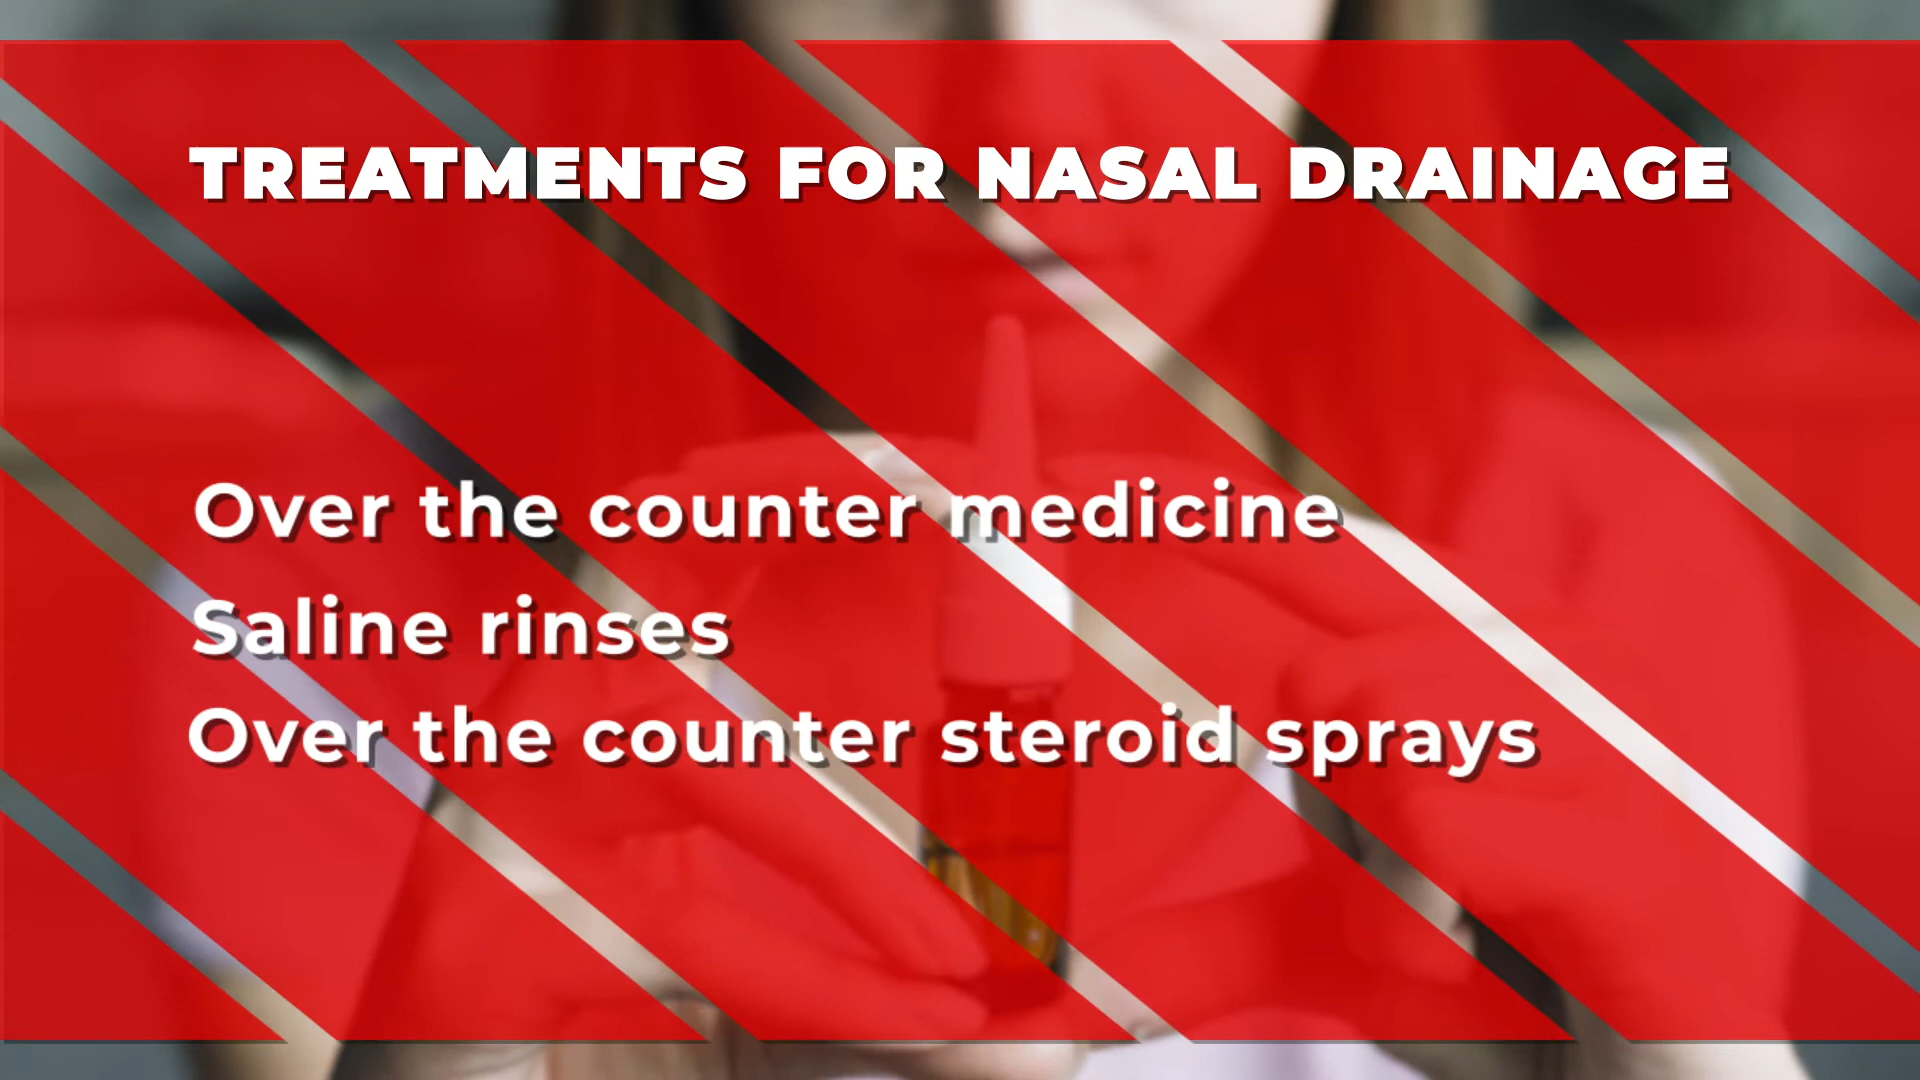 TREATMENTS FOR NASAL DRAINAGE
Over the counter medicine
Saline rinses
Over the counter steroid sprays